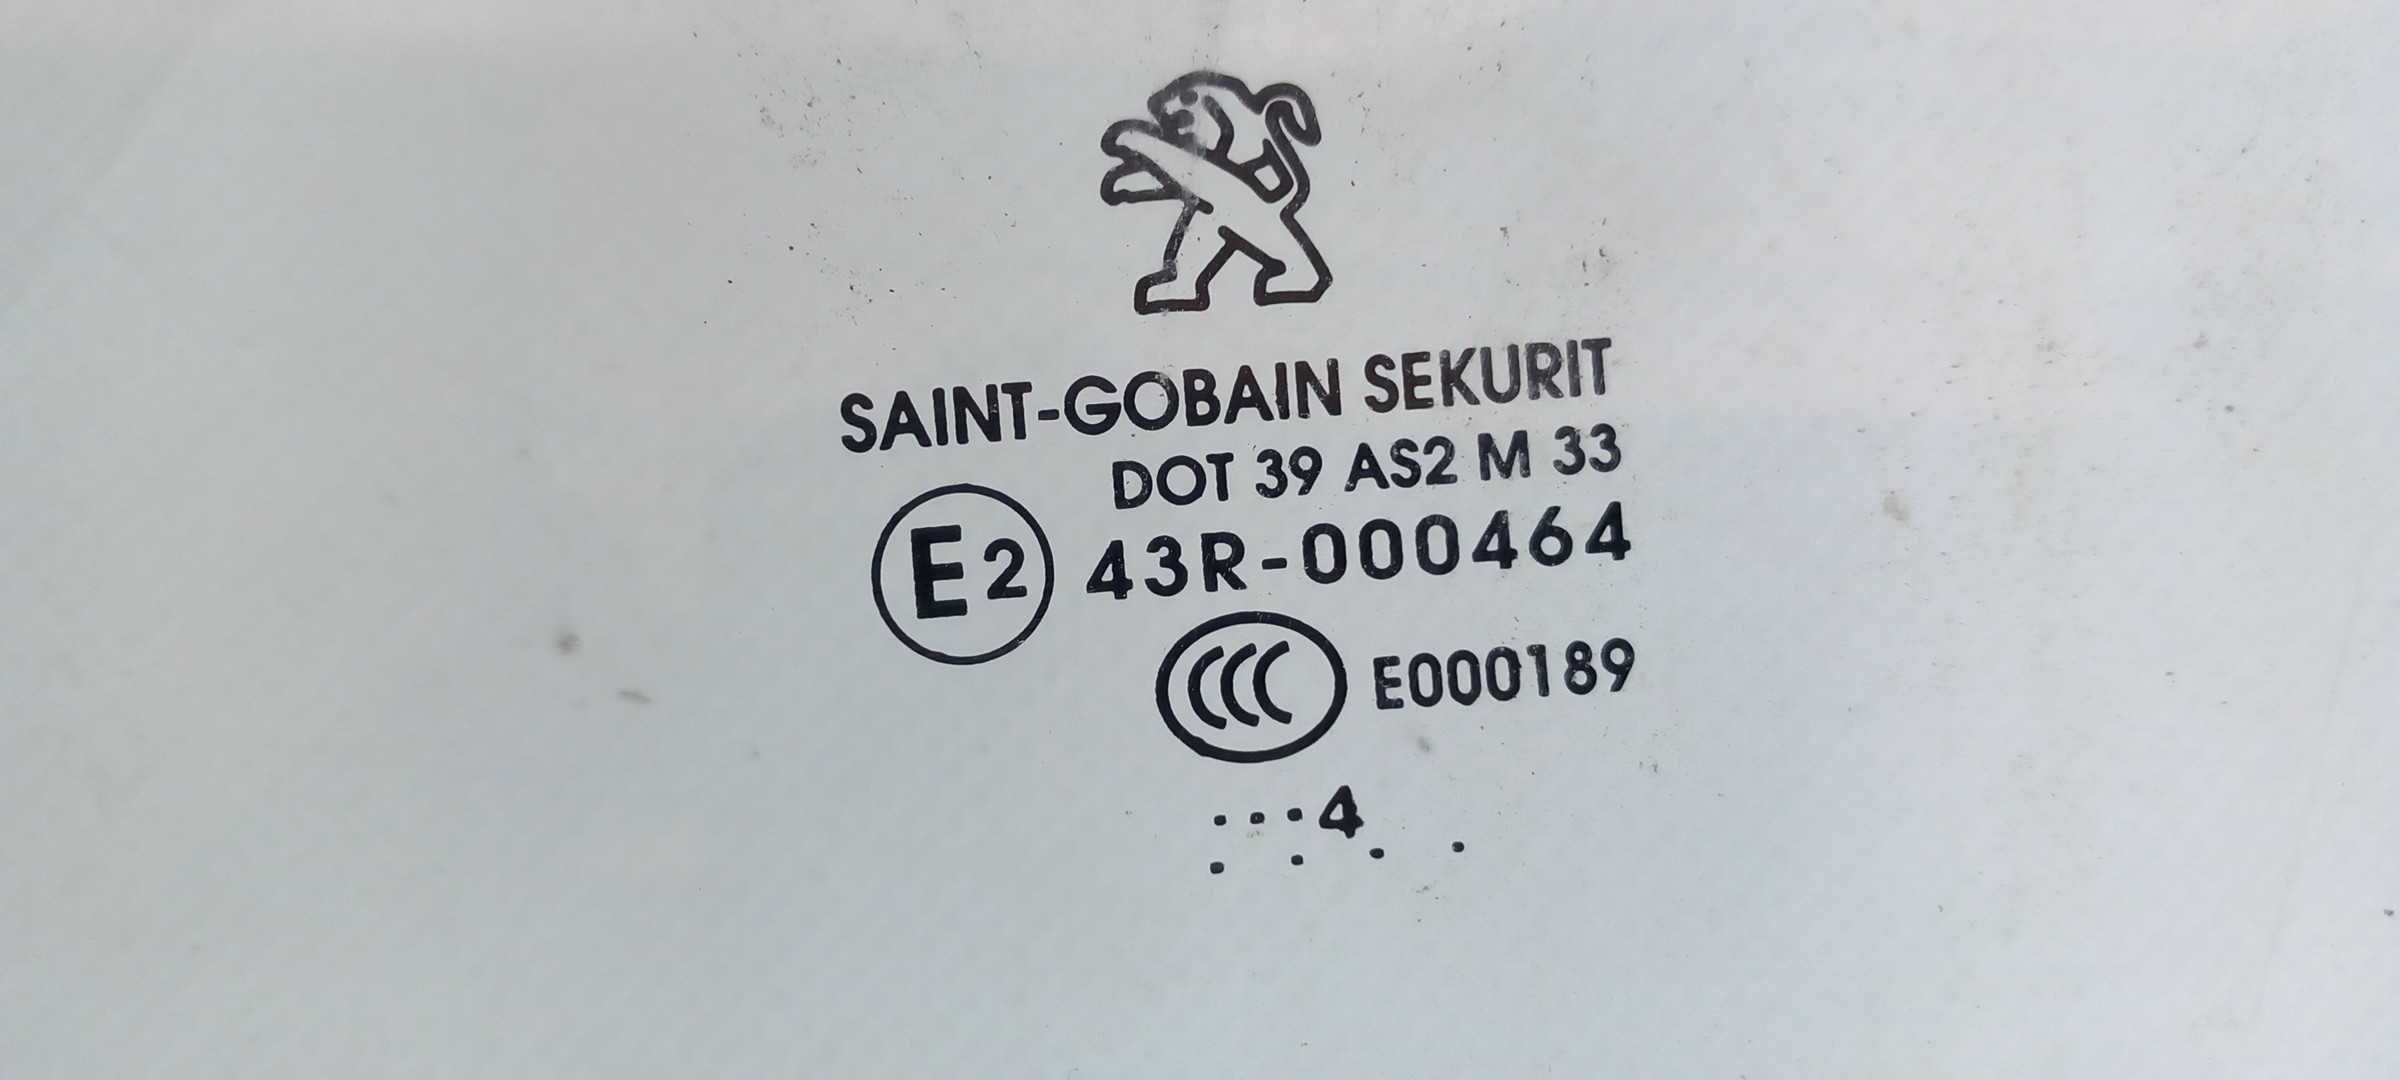 SAINT-GOBAIN SEKURIT
DOT 39 AS2 M 33
E2 43R-000464
CCC E000189
...4
. . . .